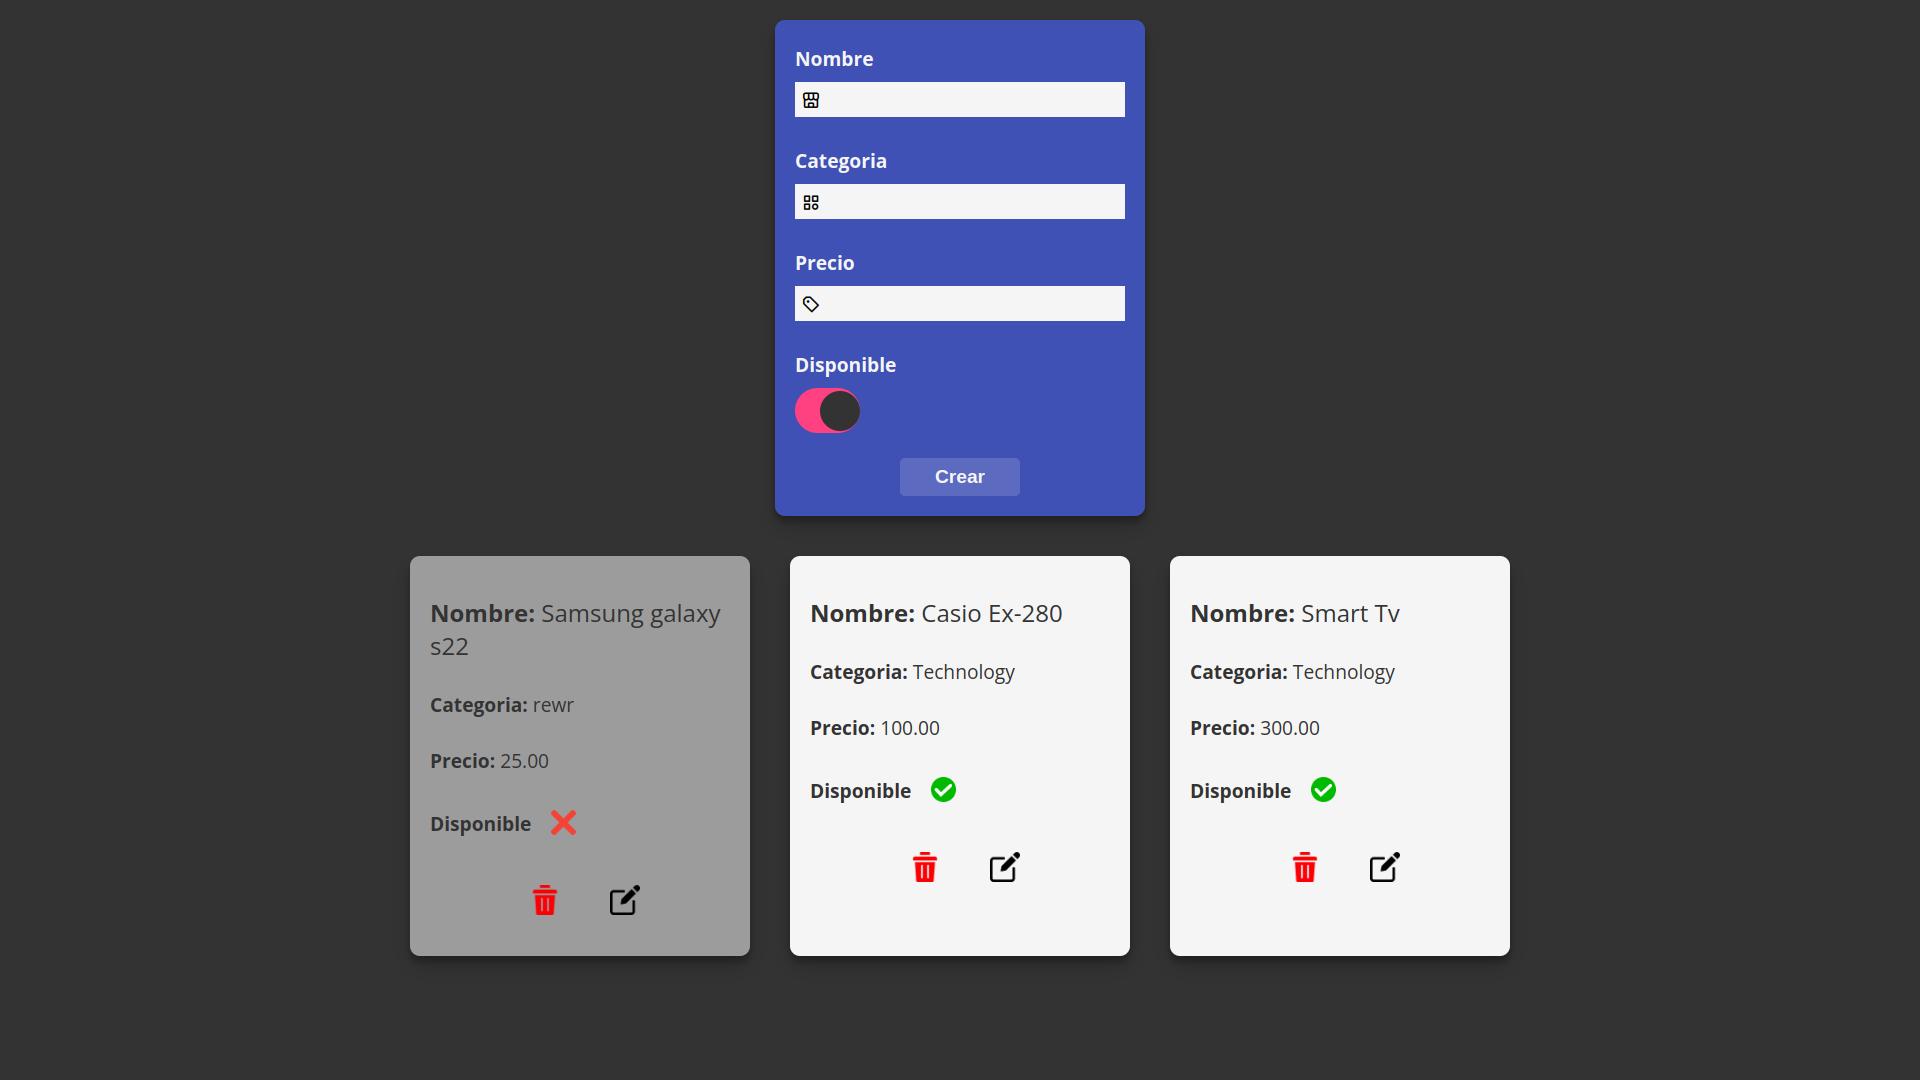 Nombre
Categoria
Precio
Disponible
Crear
Nombre: Samsung galaxy
s22
Categoria: rewr
Precio: 25.00
Disponible
Nombre: Casio Ex-280
Categoria: Technology
Precio: 100.00
Disponible
Nombre: Smart Tv
Categoria: Technology
Precio: 300.00
Disponible